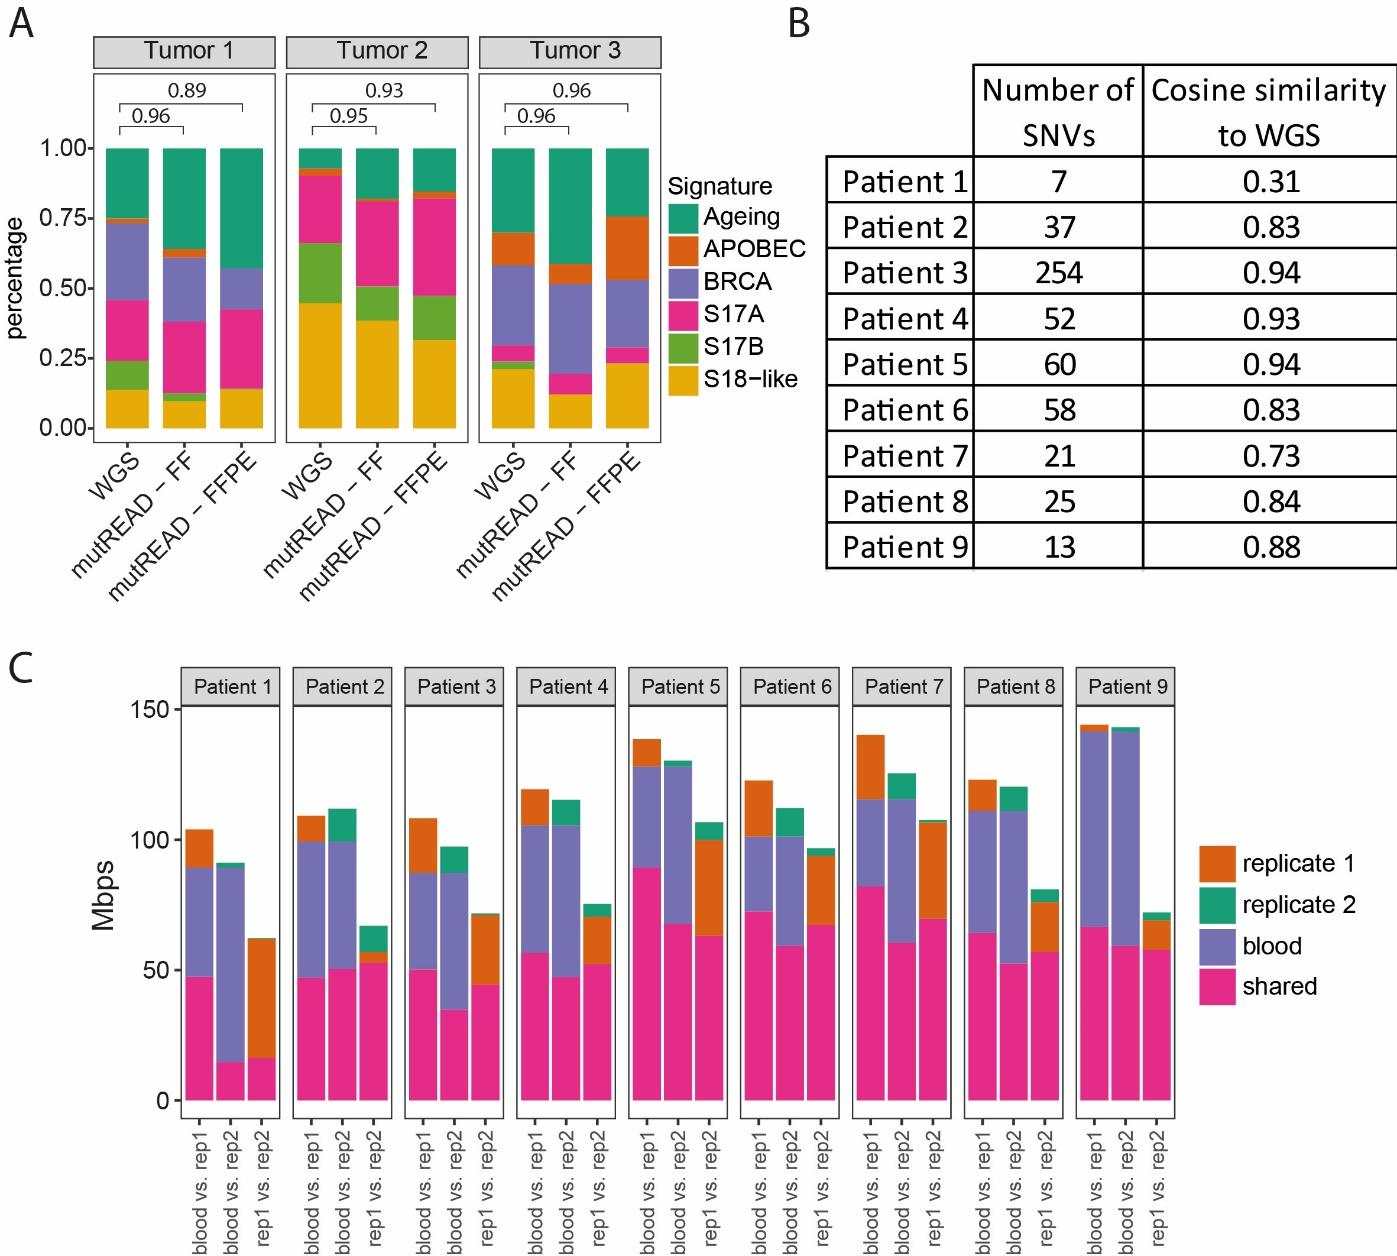 A
Tumor 1 Tumor 2 Tumor 3
0.89 0.93 0.96
0.96 0.95 0.96
1.00
0.75
0.50
0.25
0.00
percentage
WGS mutREAD − FF mutREAD − FFPE WGS mutREAD − FF mutREAD − FFPE WGS mutREAD − FF mutREAD − FFPE
Signature
Ageing
APOBEC
BRCA
S17A
S17B
S18−like
B
Number of SNVs Cosine similarity to WGS
Patient 1 7 0.31
Patient 2 37 0.83
Patient 3 254 0.94
Patient 4 52 0.93
Patient 5 60 0.94
Patient 6 58 0.83
Patient 7 21 0.73
Patient 8 25 0.84
Patient 9 13 0.88
C
Patient 1 Patient 2 Patient 3 Patient 4 Patient 5 Patient 6 Patient 7 Patient 8 Patient 9
150
100
50
0
Mbps
blood vs. rep1 blood vs. rep2 rep1 vs. rep2 blood vs. rep1 blood vs. rep2 rep1 vs. rep2 blood vs. rep1 blood vs. rep2 rep1 vs. rep2 blood vs. rep1 blood vs. rep2 rep1 vs. rep2 blood vs. rep1 blood vs. rep2 rep1 vs. rep2 blood vs. rep1 blood vs. rep2 rep1 vs. rep2 blood vs. rep1 blood vs. rep2 rep1 vs. rep2 blood vs. rep1 blood vs. rep2 rep1 vs. rep2 blood vs. rep1 blood vs. rep2 rep1 vs. rep2
replicate 1
replicate 2
blood
shared